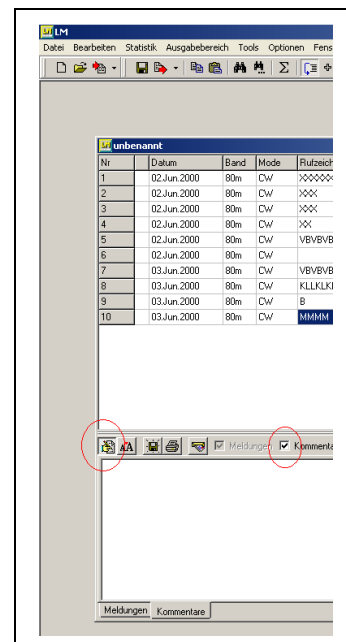 LM
Datei Bearbeiten Statistik Ausgabebereich Tools Optionen Fens
unbenannt
Nr Datum Band Mode Rufzeich
1 02.Jun.2000 80m CW
2 02.Jun.2000 80m CW XXX
3 02.Jun.2000 80m CW XXX
4 02.Jun.2000 80m CW XX
5 02.Jun.2000 80m CW VBVBVB
6 02.Jun.2000 80m CW
7 03.Jun.2000 80m CW VBVBVB
8 03.Jun.2000 80m CW KLLKLK
9 03.Jun.2000 80m CW B
10 03.Jun.2000 80m CW MMMM
Meldungen Kommenta
Meldungen Kommentare